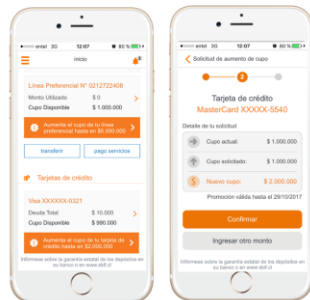 entel 3G 12:07 80 %
inicio
Línea Preferencial N° 0212722408
Monto Utilizado $ 0
Cupo Disponible $ 1.000.000
Aumenta el cupo de tu línea
preferencial hasta en $5.000.000
transferir pago servicios
Tarjetas de crédito
Visa XXXXXX-0321
Deuda Total $ 10.000
Cupo Disponible $ 990.000
Aumenta el cupo de tu tarjeta de
crédito hasta en $2.000.000
Infórmese sobre la garantía estatal de los depósitos en
su banco o en www.sbif.cl
entel 3G 12:07 80 %
Solicitud de aumento de cupo
2
Tarjeta de crédito
MasterCard XXXXX-5540
Detalle de tu solicitud
Cupo actual: $ 1.000.000
Cupo solicitado: $ 1.000.000
$ Nuevo cupo: $ 2.000.000
Promoción válida hasta el 29/10/2017
Confirmar
Ingresar otro monto
Infórmese sobre la garantía estatal de los depósitos en
su banco o en www.sbif.cl